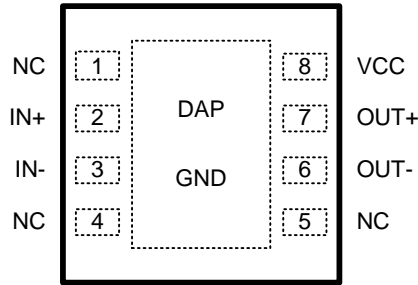 NC 1 8 VCC
IN+ 2 DAP 7 OUT+
IN- 3 GND 6 OUT-
NC 4 5 NC